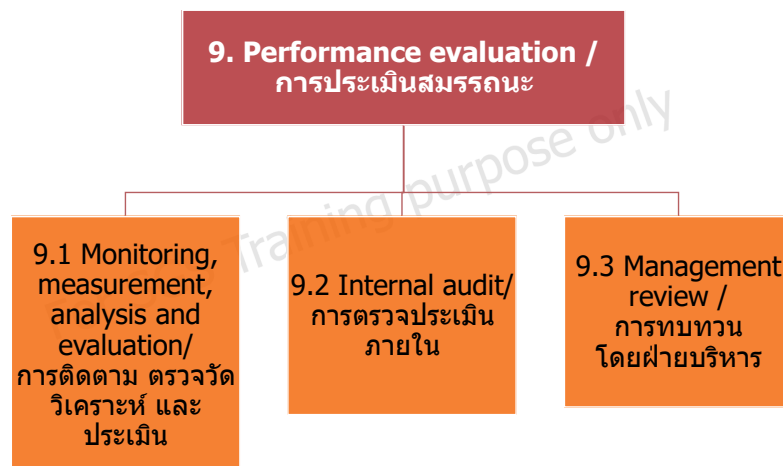 9. Performance evaluation /
การประเมินสมรรถนะ
9.1 Monitoring,
measurement,
analysis and
evaluation/
การติดตาม ตรวจวัด
วิเคราะห์ และ
ประเมิน
9.2 Internal audit/
การตรวจประเมิน
ภายใน
9.3 Management
review /
การทบทวน
โดยฝ่ายบริหาร
Training purpose only